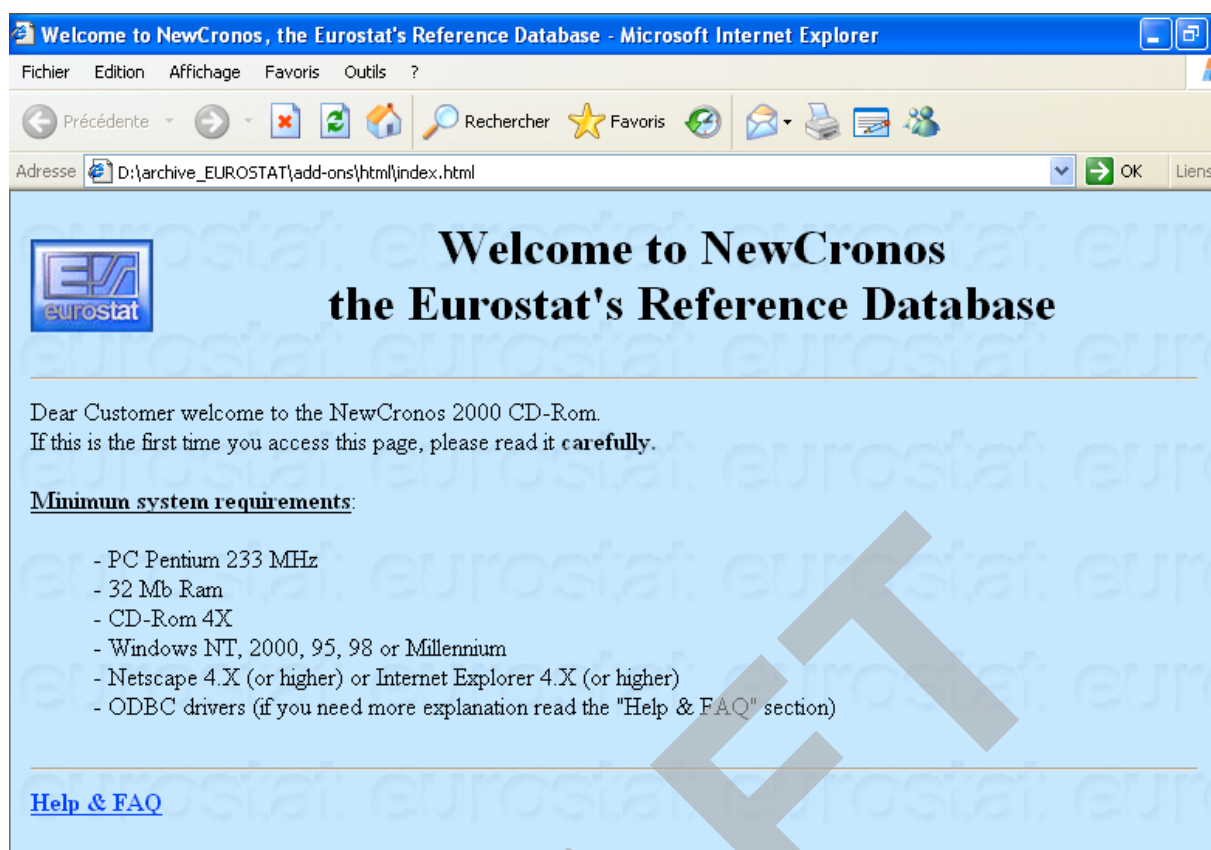 Welcome to NewCronos, the Eurostat's Reference Database - Microsoft Internet Explorer
Fichier Edition Affichage Favoris Outils ?
Précédente Rechercher Favoris
Adresse D:\archive_EUROSTAT\add-ons\html\index.html OK Liens
eurostat
Welcome to NewCronos
the Eurostat's Reference Database
Dear Customer welcome to the NewCronos 2000 CD-Rom.
If this is the first time you access this page, please read it carefully.
Minimum system requirements:
- PC Pentium 233 MHz
- 32 Mb Ram
- CD-Rom 4X
- Windows NT, 2000, 95, 98 or Millennium
- Netscape 4.X (or higher) or Internet Explorer 4.X (or higher)
- ODBC drivers (if you need more explanation read the "Help & FAQ" section)
Help & FAQ